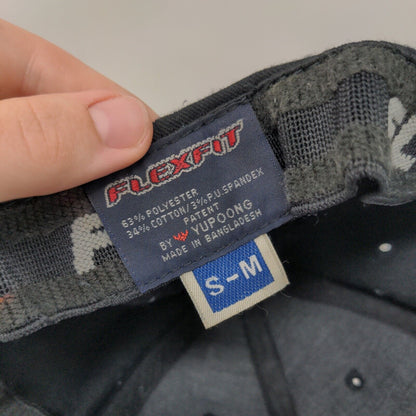 FLEXFIT
63% POLYESTER
34% COTTON/3% P.U.SPANDEX
PATENT
BY YUPOONG
MADE IN BANGLADESH
S-M